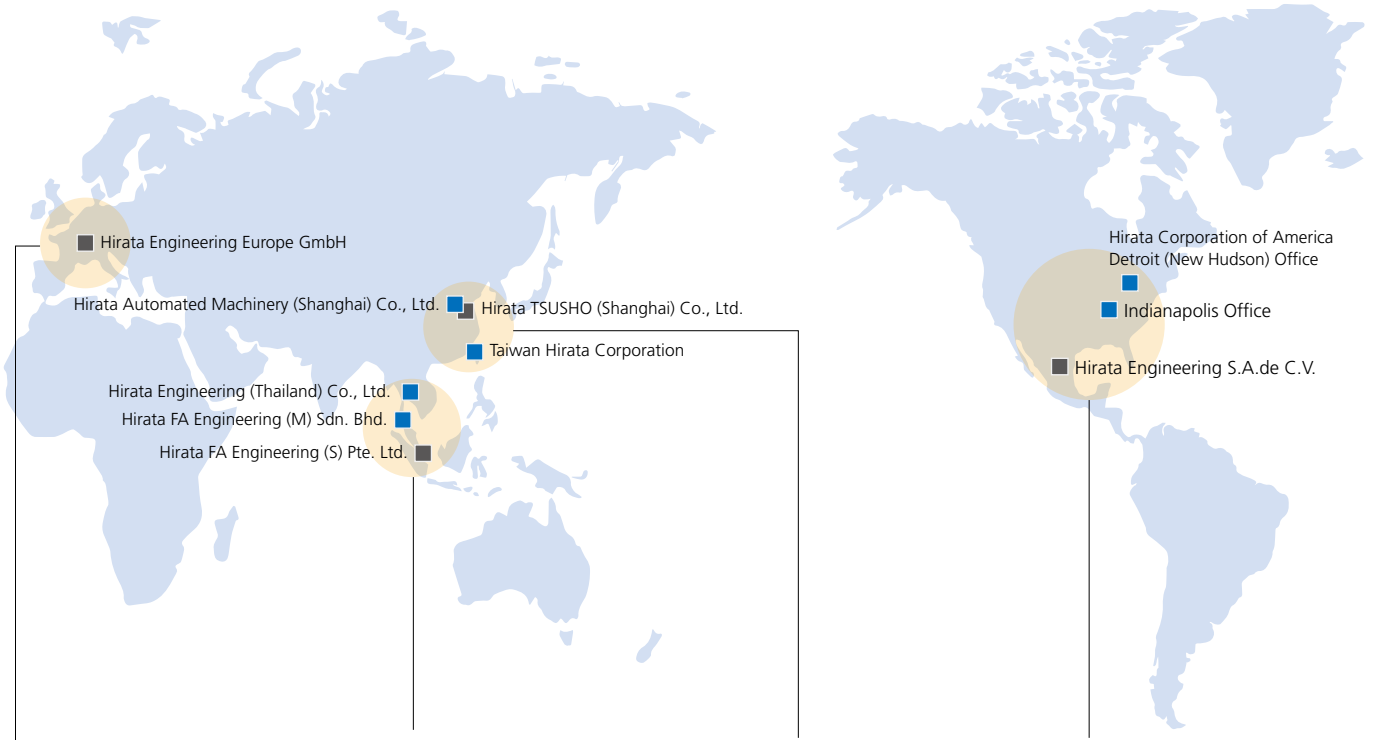 Hirata Corporation of America
Detroit (New Hudson) Office
Hirata Engineering Europe GmbH
Hirata Automated Machinery (Shanghai) Co., Ltd.
Hirata TSUSHO (Shanghai) Co., Ltd.
Indianapolis Office
Taiwan Hirata Corporation
Hirata Engineering S.A.de C.V.
Hirata Engineering (Thailand) Co., Ltd.
Hirata FA Engineering (M) Sdn. Bhd.
Hirata FA Engineering (S) Pte. Ltd.